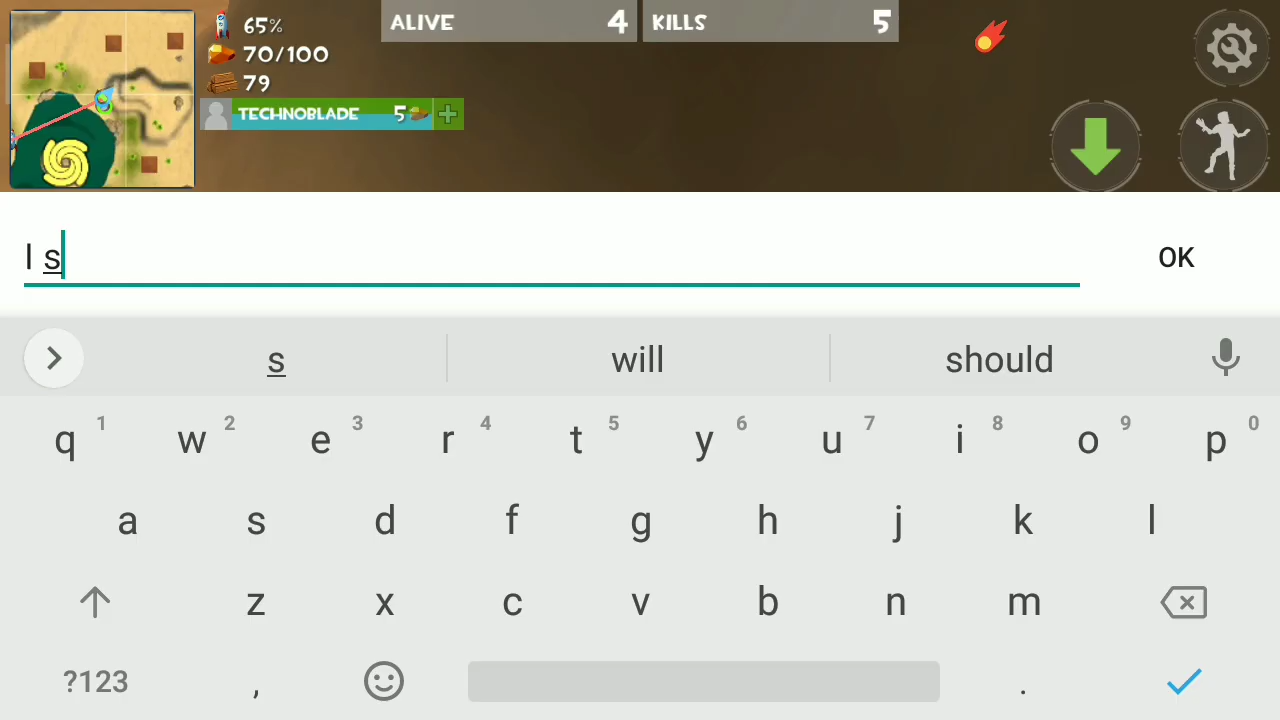 65%
70/100
79
TECHNOBLADE 5
ALIVE 4
KILLS 5
I s
OK
s will should
q 1 w 2 e 3 r 4 t 5 y 6 u 7 i 8 o 9 p 0
a s d f g h j k l
z x c v b n m
?123 , .